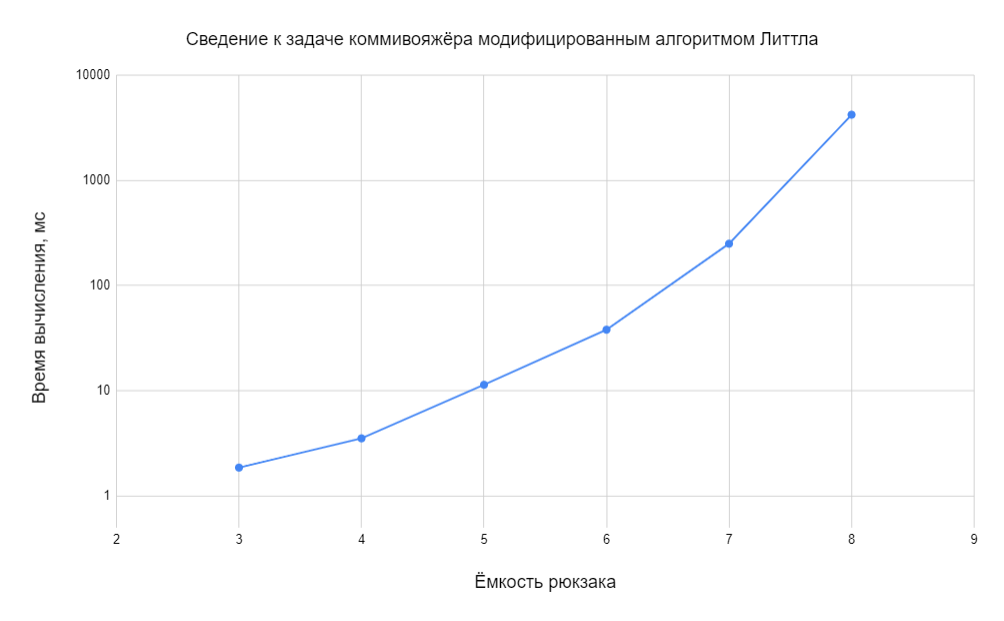 Сведение к задаче коммивояжёра модифицированным алгоритмом Литтла
10000
1000
100
10
1
Время вычисления, мс
2 3 4 5 6 7 8 9
Ёмкость рюкзака